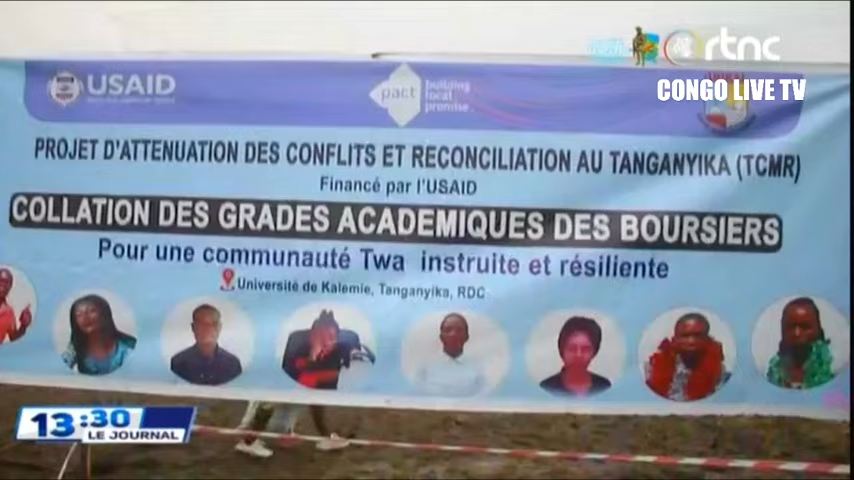 rtnc
CONGO LIVE TV
USAID
pact
building
local
promise
PROJET D'ATTENUATION DES CONFLITS ET RECONCILIATION AU TANGANYIKA (TCMR)
Financé par l'USAID
COLLATION DES GRADES ACADEMIQUES DES BOURSIERS
Pour une communauté Twa instruite et résiliente
Université de Kalemie, Tanganyika, RDC
13:30
LE JOURNAL